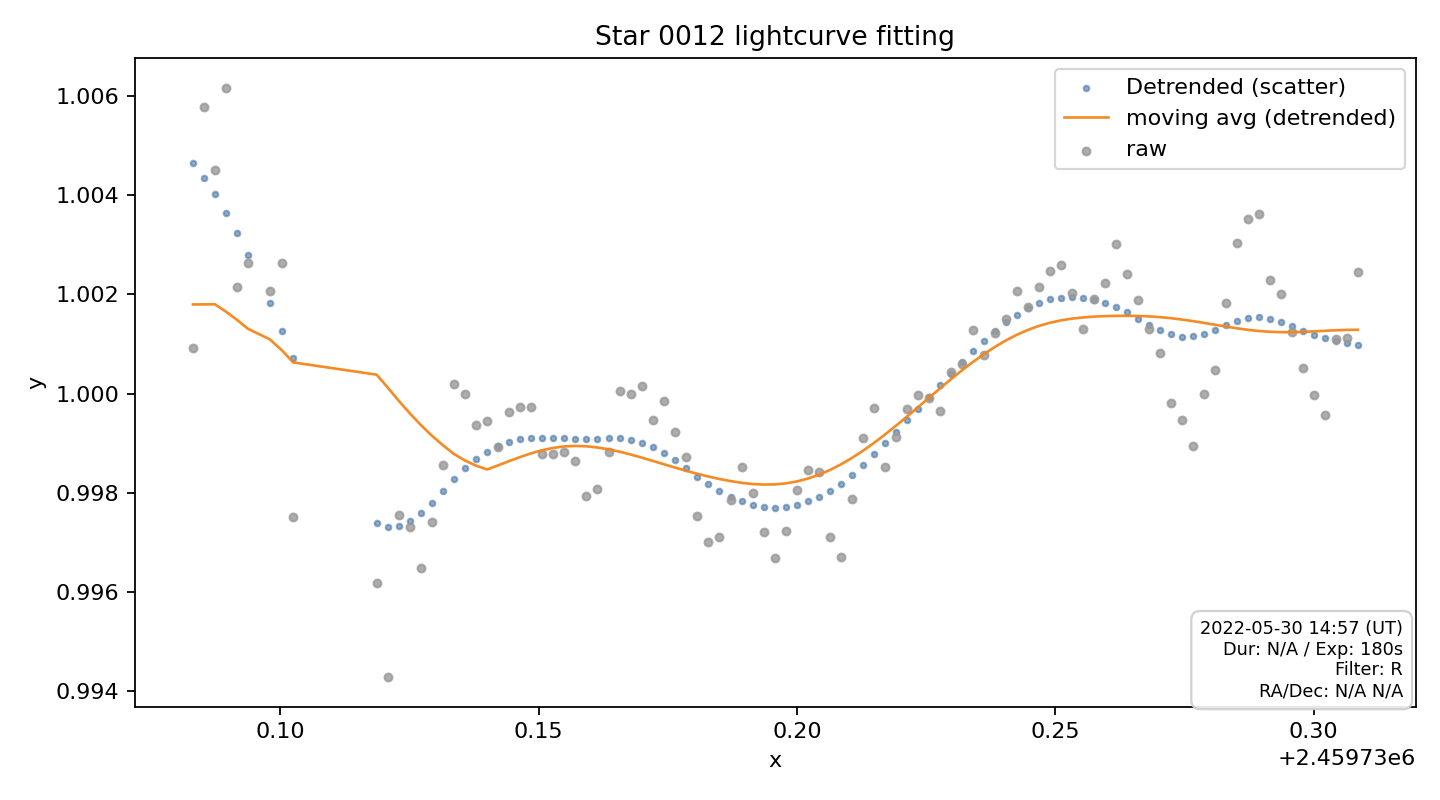 Star 0012 lightcurve fitting
Detrended (scatter)
moving avg (detrended)
raw
1.006
1.004
1.002
1.000
0.998
0.996
0.994
y
2022-05-30 14:57 (UT)
Dur: N/A / Exp: 180s
Filter: R
RA/Dec: N/A N/A
0.10 0.15 0.20 0.25 0.30
x
+2.45973e6